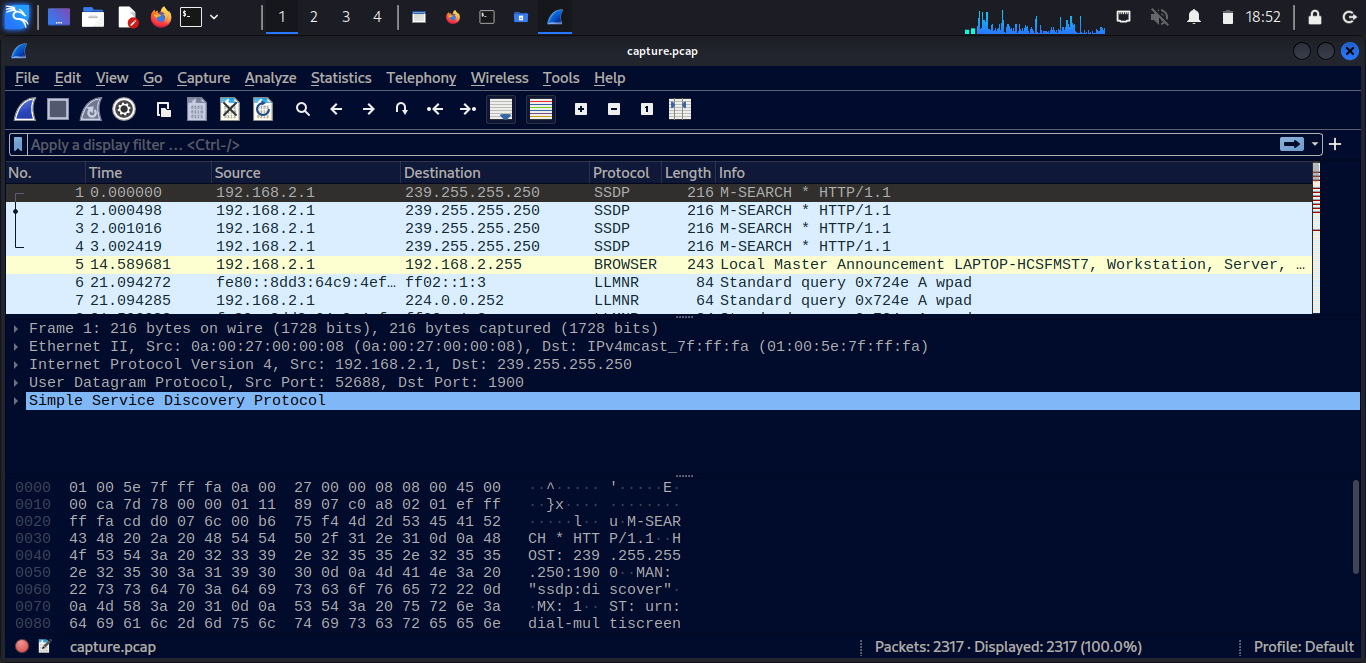 1 2 3 4 18:52
capture.pcap
File Edit View Go Capture Analyze Statistics Telephony Wireless Tools Help
Apply a display filter … <Ctrl-/>
No. Time Source Destination Protocol Length Info
1 0.000000 192.168.2.1 239.255.255.250 SSDP 216 M-SEARCH * HTTP/1.1
2 1.000498 192.168.2.1 239.255.255.250 SSDP 216 M-SEARCH * HTTP/1.1
3 2.001016 192.168.2.1 239.255.255.250 SSDP 216 M-SEARCH * HTTP/1.1
4 3.002419 192.168.2.1 239.255.255.250 SSDP 216 M-SEARCH * HTTP/1.1
5 14.589681 192.168.2.1 192.168.2.255 BROWSER 243 Local Master Announcement LAPTOP-HCSFMST7, Workstation, Server, …
6 21.094272 fe80::8dd3:64c9:4ef… ff02::1:3 LLMNR 84 Standard query 0x724e A wpad
7 21.094285 192.168.2.1 224.0.0.252 LLMNR 64 Standard query 0x724e A wpad
Frame 1: 216 bytes on wire (1728 bits), 216 bytes captured (1728 bits)
Ethernet II, Src: 0a:00:27:00:00:08 (0a:00:27:00:00:08), Dst: IPv4mcast_7f:ff:fa (01:00:5e:7f:ff:fa)
Internet Protocol Version 4, Src: 192.168.2.1, Dst: 239.255.255.250
User Datagram Protocol, Src Port: 52688, Dst Port: 1900
Simple Service Discovery Protocol
0000 01 00 5e 7f ff fa 0a 00 27 00 00 08 08 00 45 00 ··^····· '·····E·
0010 00 ca 7d 78 00 00 01 11 89 07 c0 a8 02 01 ef ff ··}x···· ········
0020 ff fa cd d0 07 6c 00 b6 75 f4 4d 2d 53 45 41 52 ·····l·· u·M-SEAR
0030 43 48 20 2a 20 48 54 54 50 2f 31 2e 31 0d 0a 48 CH * HTT P/1.1··H
0040 4f 53 54 3a 20 32 33 39 2e 32 35 35 2e 32 35 35 OST: 239 .255.255
0050 2e 32 35 30 3a 31 39 30 30 0d 0a 4d 41 4e 3a 20 .250:190 0··MAN:
0060 22 73 73 64 70 3a 64 69 73 63 6f 76 65 72 22 0d "ssdp:di scover"·
0070 0a 4d 58 3a 20 31 0d 0a 53 54 3a 20 75 72 6e 3a ·MX: 1·· ST: urn:
0080 64 69 61 6c 2d 6d 75 6c 74 69 73 63 72 65 65 6e dial-mul tiscreen
capture.pcap Packets: 2317 · Displayed: 2317 (100.0%) Profile: Default